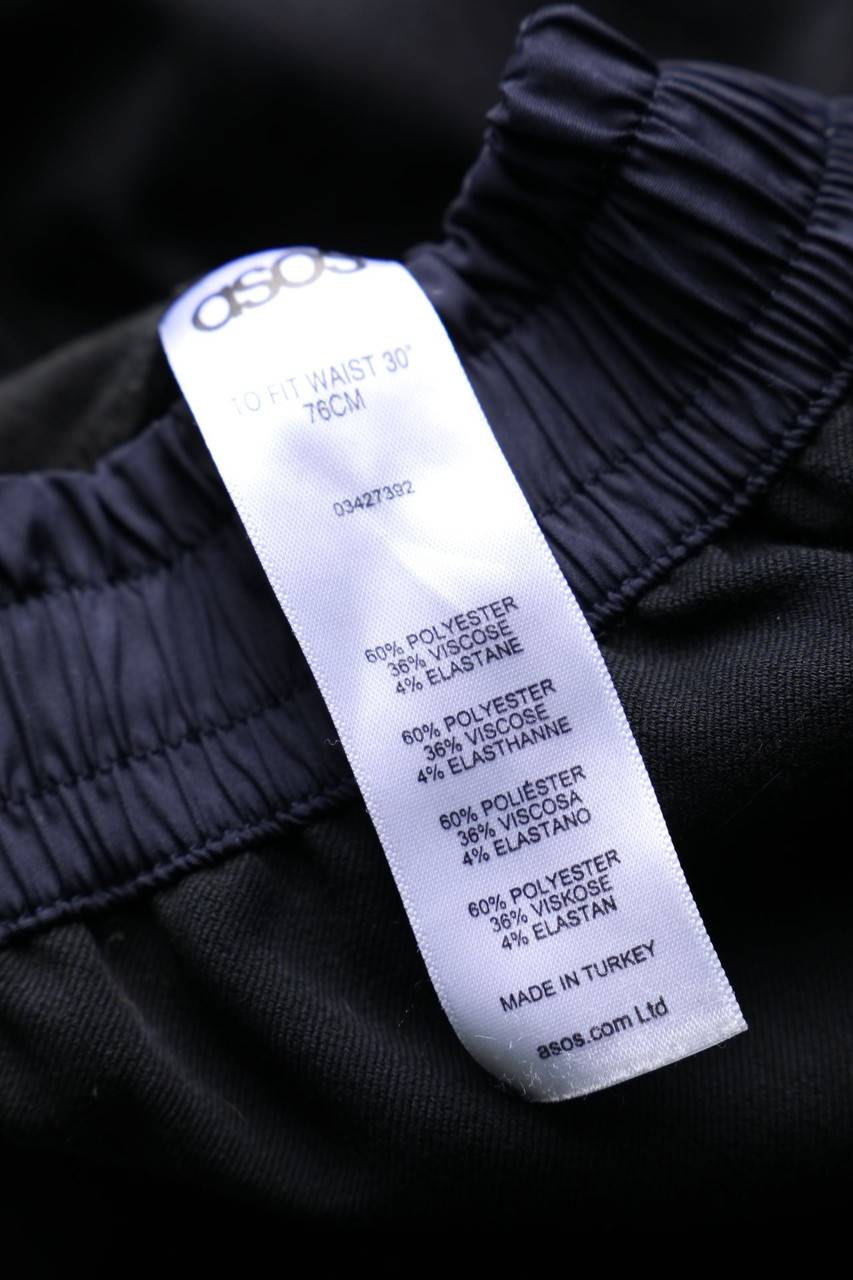 asos
TO FIT WAIST 30"
76CM
03427392
60% POLYESTER
36% VISCOSE
4% ELASTANE
60% POLYESTER
36% VISCOSE
4% ELASTHANNE
60% POLIÉSTER
36% VISCOSA
4% ELASTANO
60% POLYESTER
36% VISKOSE
4% ELASTAN
MADE IN TURKEY
asos.com Ltd